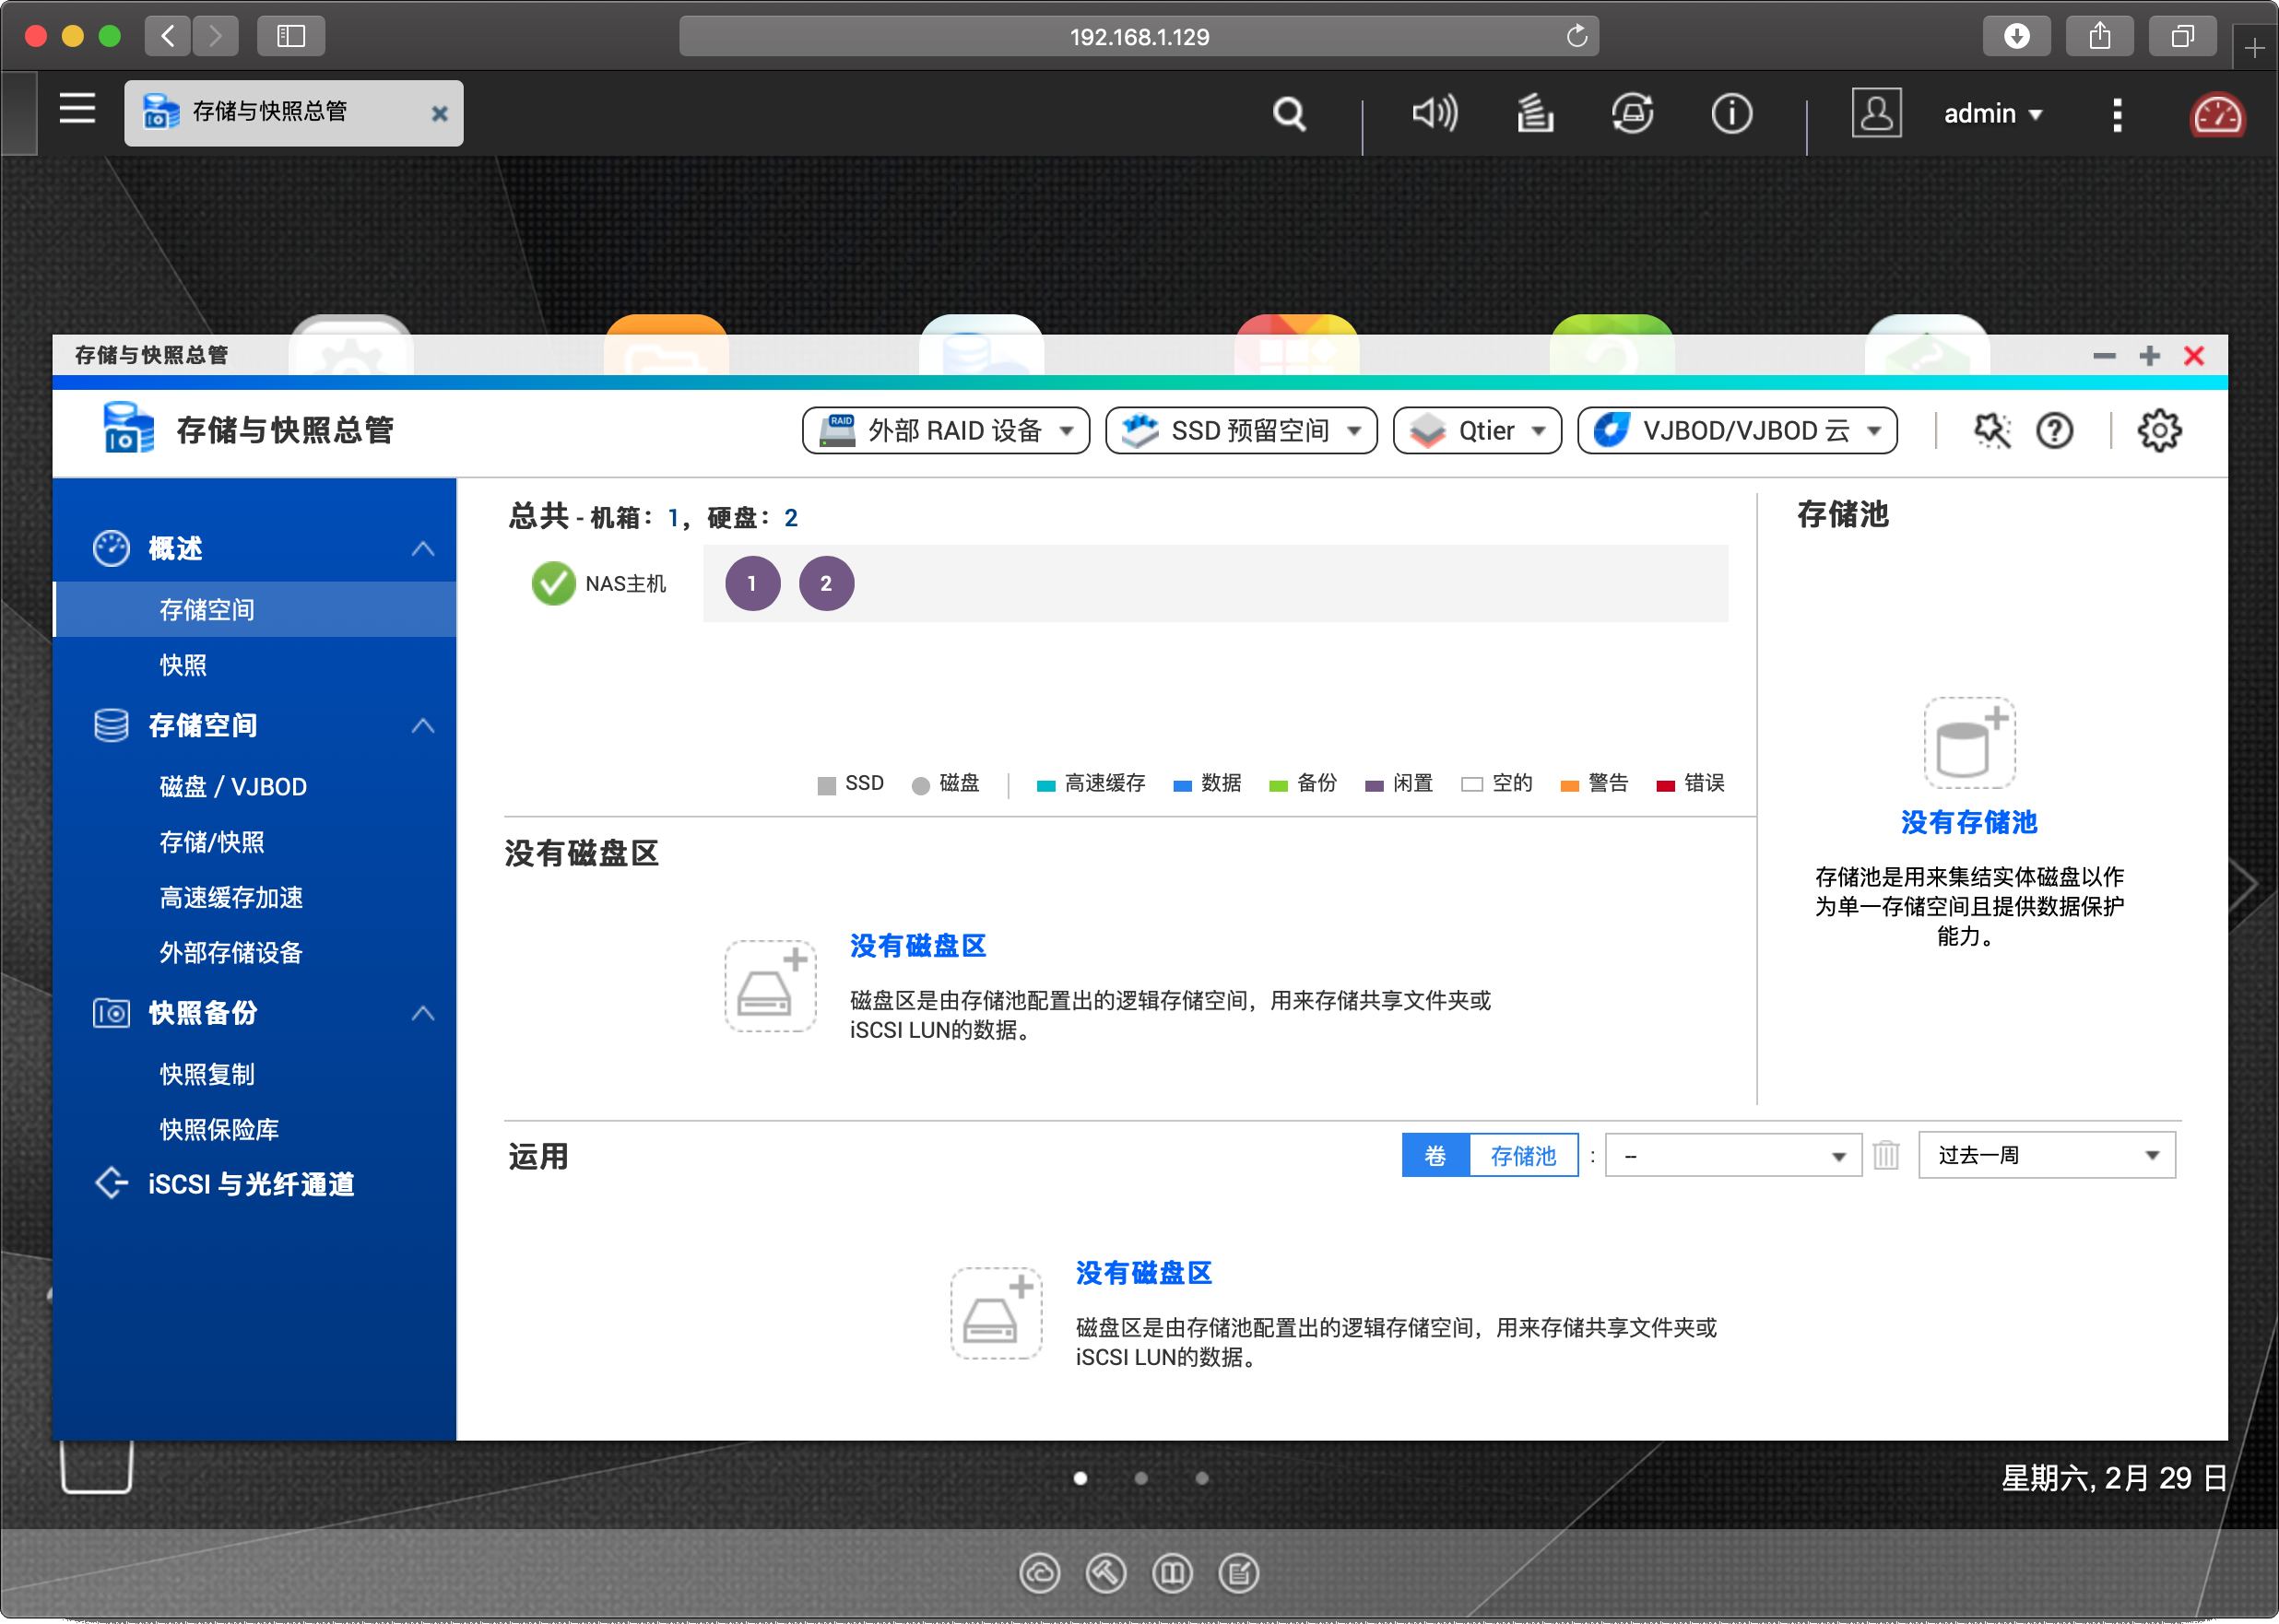 192.168.1.129
存储与快照总管
admin
存储与快照总管
存储与快照总管
RAID
外部 RAID 设备
SSD 预留空间
Qtier
VJBOD/VJBOD 云
概述
存储空间
快照
存储空间
磁盘 / VJBOD
存储/快照
高速缓存加速
外部存储设备
快照备份
快照复制
快照保险库
iSCSI 与光纤通道
总共 - 机箱：1，硬盘：2
NAS主机
1
2
SSD
磁盘
高速缓存
数据
备份
闲置
空的
警告
错误
存储池
没有存储池
存储池是用来集结实体磁盘以作
为单一存储空间且提供数据保护
能力。
没有磁盘区
没有磁盘区
磁盘区是由存储池配置出的逻辑存储空间，用来存储共享文件夹或
iSCSI LUN的数据。
运用
卷
存储池
:
--
过去一周
没有磁盘区
磁盘区是由存储池配置出的逻辑存储空间，用来存储共享文件夹或
iSCSI LUN的数据。
星期六, 2月 29 日